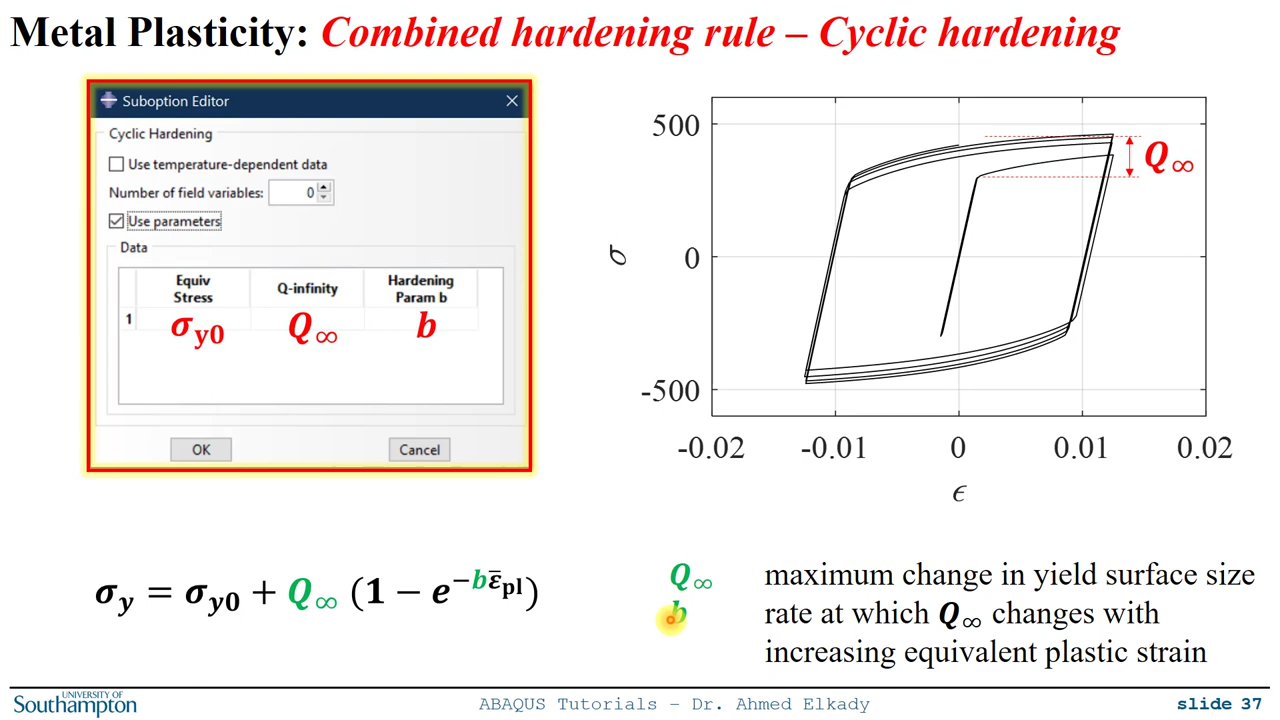 Metal Plasticity: Combined hardening rule – Cyclic hardening
Suboption Editor
Cyclic Hardening
Use temperature-dependent data
Number of field variables: 0
Use parameters
Data
Equiv Stress Q-infinity Hardening Param b
1 σy0 Q∞ b
OK Cancel
500
0
-500
σ
-0.02 -0.01 0 0.01 0.02
ϵ
Q∞
σy = σy0 + Q∞ (1 − e^−bε̄pl)
Q∞ maximum change in yield surface size
b rate at which Q∞ changes with
increasing equivalent plastic strain
UNIVERSITY OF
Southampton
ABAQUS Tutorials – Dr. Ahmed Elkady
slide 37